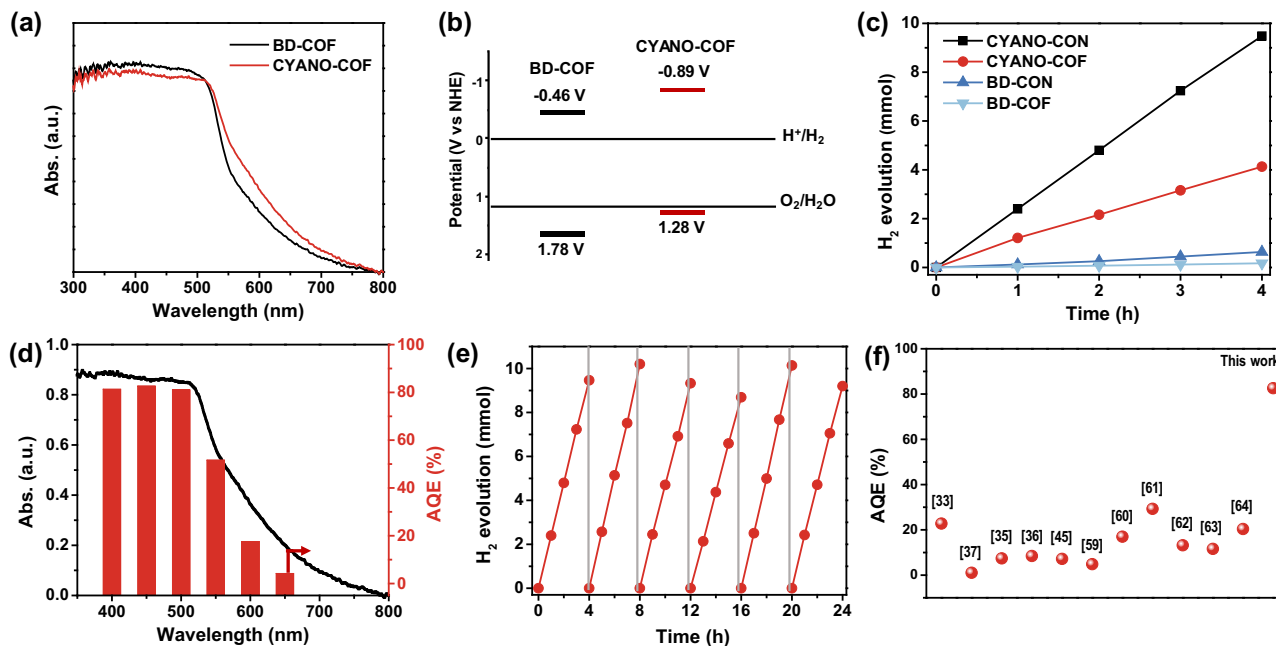 (a)
BD-COF
CYANO-COF
Abs. (a.u.)
300 400 500 600 700 800
Wavelength (nm)
(b)
CYANO-COF
BD-COF
-0.89 V
-0.46 V
-1
0
1
2
Potential (V vs NHE)
H⁺/H₂
O₂/H₂O
1.28 V
1.78 V
(c)
10
8
6
4
2
0
H₂ evolution (mmol)
CYANO-CON
CYANO-COF
BD-CON
BD-COF
0 1 2 3 4
Time (h)
(d)
1.0
0.8
0.6
0.4
0.2
0.0
Abs. (a.u.)
100
80
60
40
20
0
AQE (%)
400 500 600 700 800
Wavelength (nm)
(e)
10
8
6
4
2
0
H₂ evolution (mmol)
0 4 8 12 16 20 24
Time (h)
(f)
100
80
60
40
20
0
AQE (%)
This work
[33]
[37]
[35]
[36]
[45]
[59]
[60]
[61]
[62]
[63]
[64]